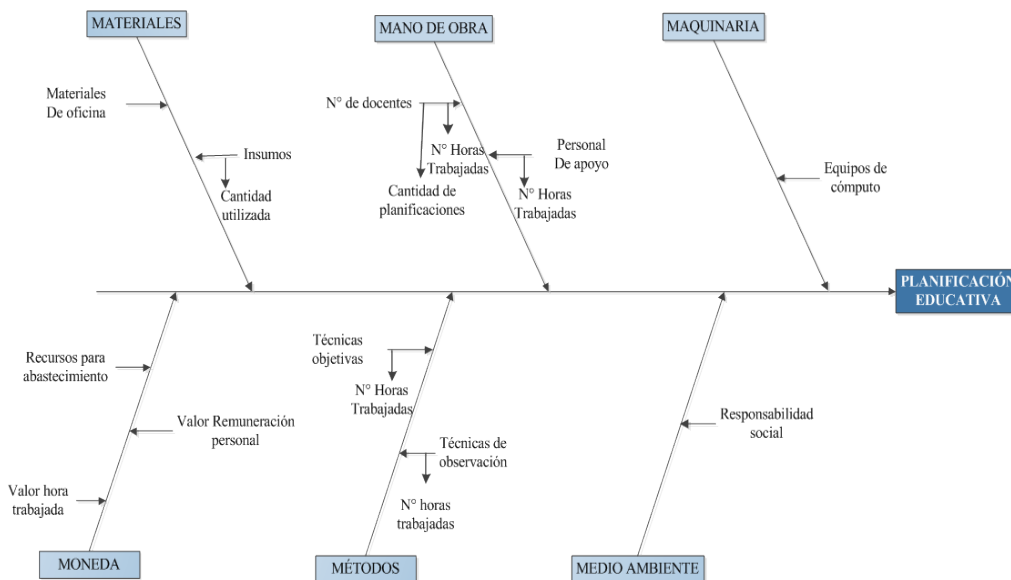 MATERIALES
MANO DE OBRA
MAQUINARIA
Materiales
De oficina
Insumos
Cantidad
utilizada
N° de docentes
N° Horas
Trabajadas
Cantidad de
planificaciones
Personal
De apoyo
N° Horas
Trabajadas
Equipos de
cómputo
PLANIFICACIÓN
EDUCATIVA
Recursos para
abastecimiento
Valor Remuneración
personal
Valor hora
trabajada
Técnicas
objetivas
N° Horas
Trabajadas
Técnicas de
observación
N° horas
trabajadas
Responsabilidad
social
MONEDA
MÉTODOS
MEDIO AMBIENTE